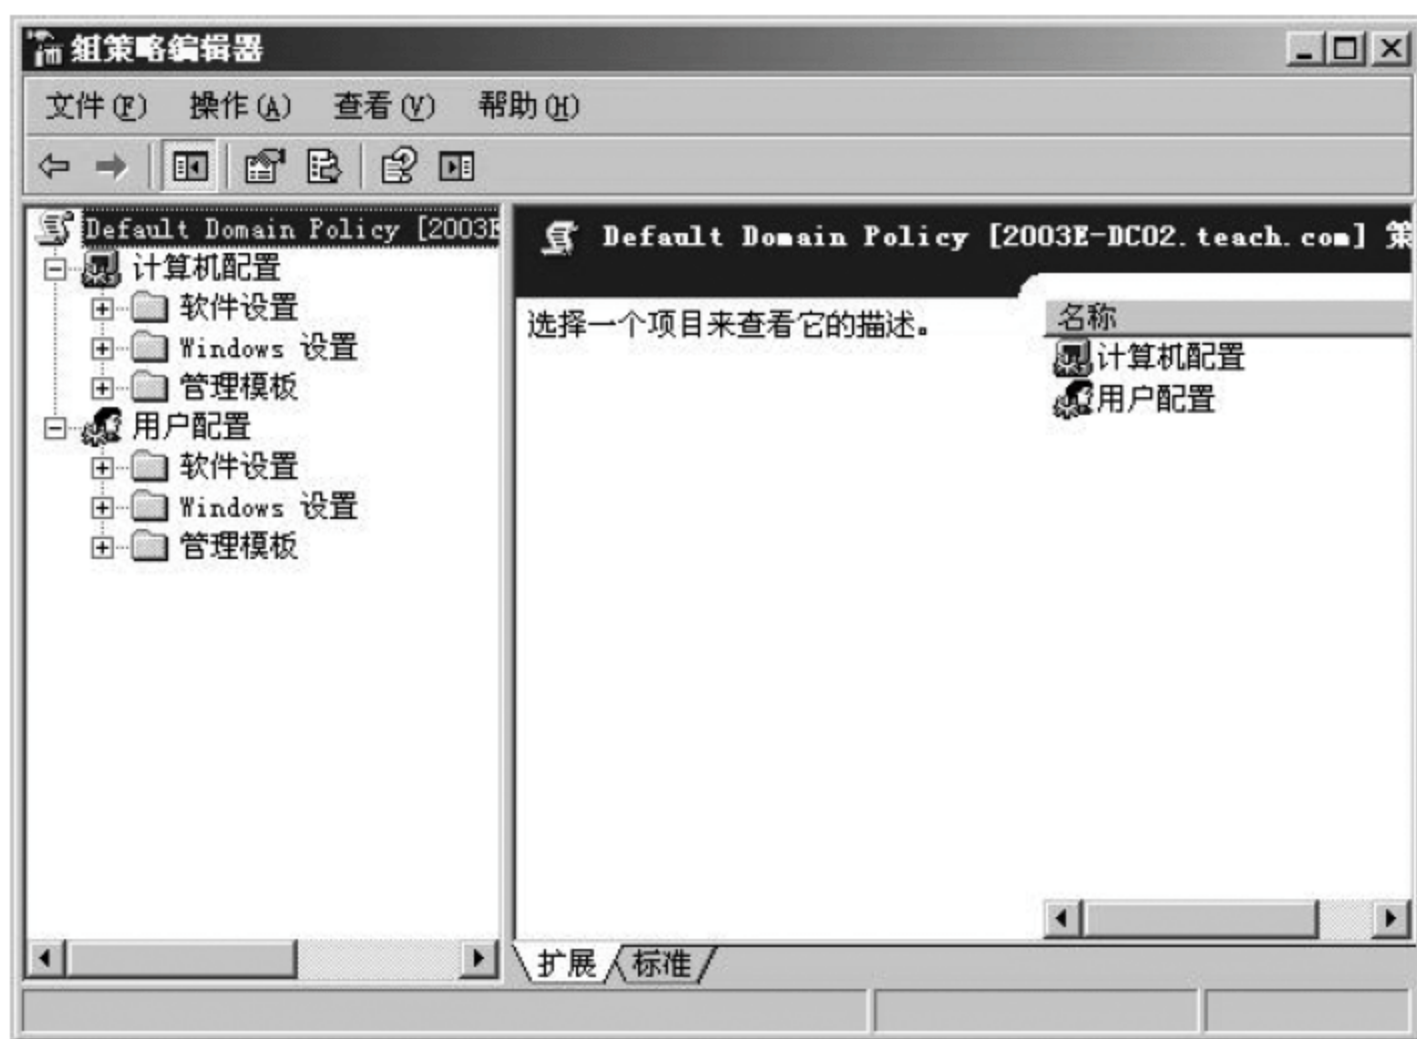 组策略编辑器
文件(F) 操作(A) 查看(V) 帮助(H)
Default Domain Policy [2003E
计算机配置
软件设置
Windows 设置
管理模板
用户配置
软件设置
Windows 设置
管理模板
Default Domain Policy [2003E-DC02.teach.com] 策
选择一个项目来查看它的描述。
名称
计算机配置
用户配置
扩展 标准